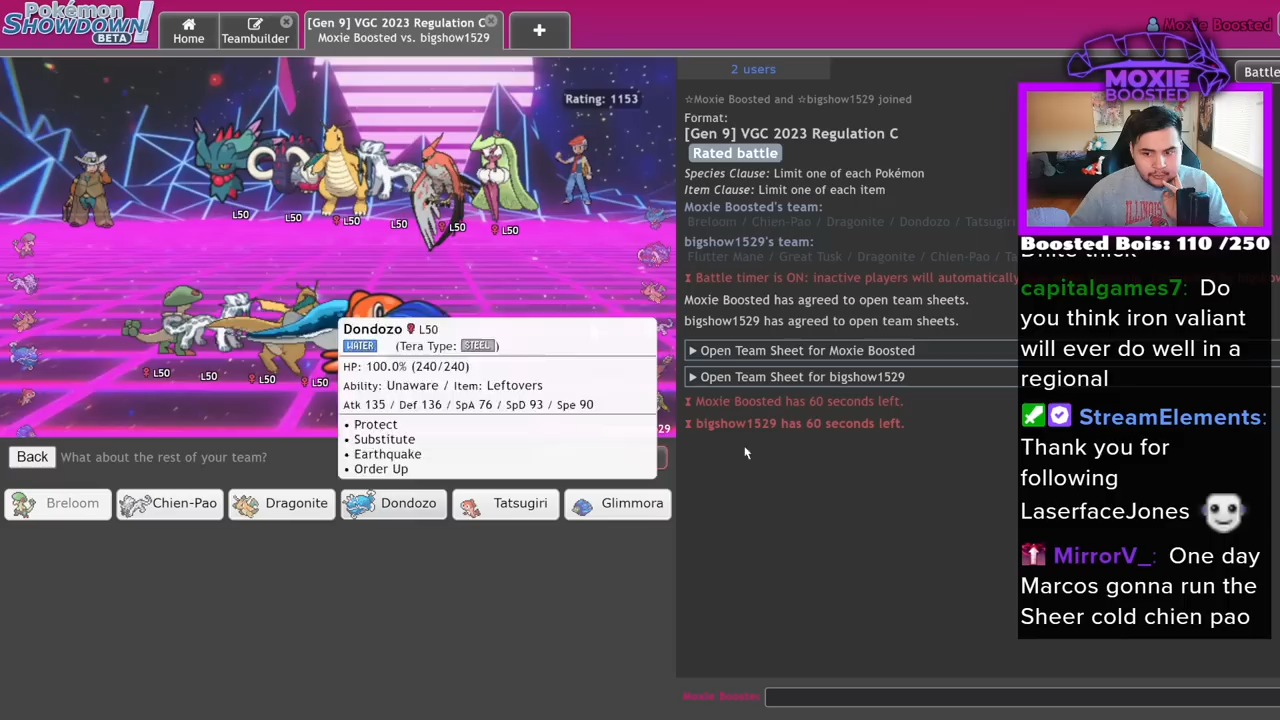 Pokémon
SHOWDOWN!
BETA
Home
Teambuilder
[Gen 9] VGC 2023 Regulation C
Moxie Boosted vs. bigshow1529
+
Moxie Boosted
Battle
MOXIE
BOOSTED
Rating: 1153
L50
L50
L50
L50
L50
L50
L50
L50
L50
L50
Dondozo L50
WATER (Tera Type: STEEL)
HP: 100.0% (240/240)
Ability: Unaware / Item: Leftovers
Atk 135 / Def 136 / SpA 76 / SpD 93 / Spe 90
• Protect
• Substitute
• Earthquake
• Order Up
29
Back
What about the rest of your team?
Breloom
Chien-Pao
Dragonite
Dondozo
Tatsugiri
Glimmora
2 users
☆Moxie Boosted and ☆bigshow1529 joined
Format:
[Gen 9] VGC 2023 Regulation C
Rated battle
Species Clause: Limit one of each Pokémon
Item Clause: Limit one of each item
Moxie Boosted's team:
Breloom / Chien-Pao / Dragonite / Dondozo / Tatsugiri
bigshow1529's team:
Flutter Mane / Great Tusk / Dragonite / Chien-Pao / Ta
Battle timer is ON: inactive players will automatically
Moxie Boosted has agreed to open team sheets.
bigshow1529 has agreed to open team sheets.
▶ Open Team Sheet for Moxie Boosted
▶ Open Team Sheet for bigshow1529
Moxie Boosted has 60 seconds left.
bigshow1529 has 60 seconds left.
Moxie Boosted:
ILLINOIS
Boosted Bois: 110 /250
capitalgames7: Do
you think iron valiant
will ever do well in a
regional
StreamElements:
Thank you for
following
LaserfaceJones
MirrorV_: One day
Marcos gonna run the
Sheer cold chien pao